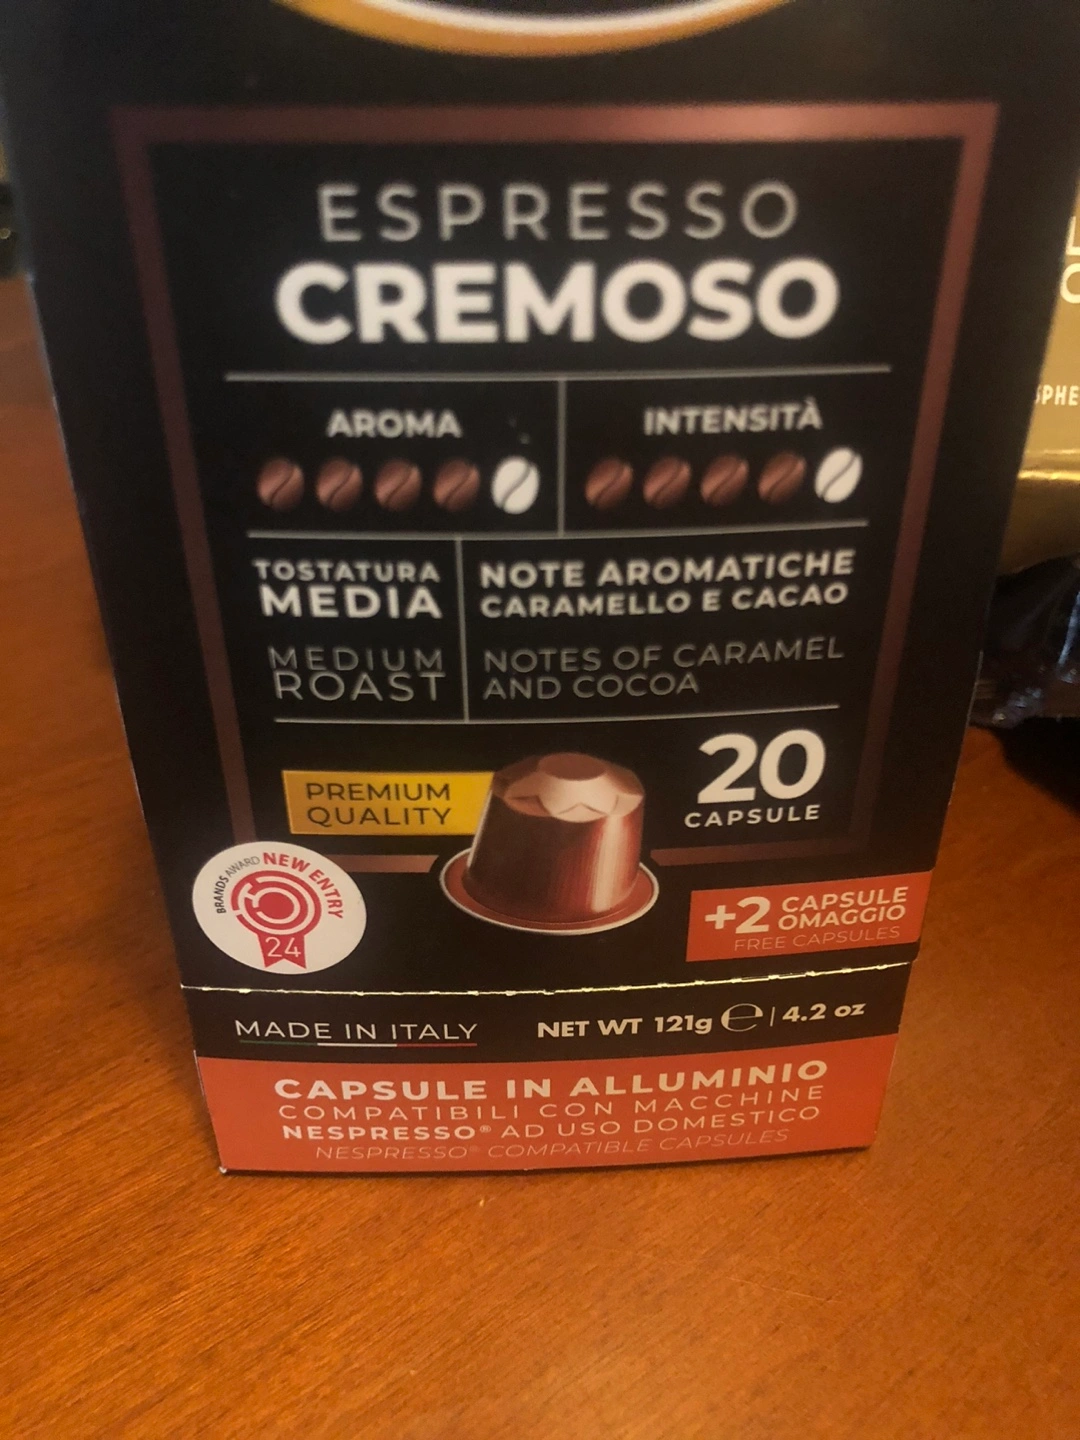 ESPRESSO
CREMOSO
AROMA
INTENSITÀ
TOSTATURA
MEDIA
MEDIUM
ROAST
NOTE AROMATICHE
CARAMELLO E CACAO
NOTES OF CARAMEL
AND COCOA
PREMIUM
QUALITY
20
CAPSULE
BRANDS AWARD NEW ENTRY
24
+2 CAPSULE
OMAGGIO
FREE CAPSULES
MADE IN ITALY
NET WT 121g ℮ | 4.2 oz
CAPSULE IN ALLUMINIO
COMPATIBILI CON MACCHINE
NESPRESSO® AD USO DOMESTICO
NESPRESSO® COMPATIBLE CAPSULES